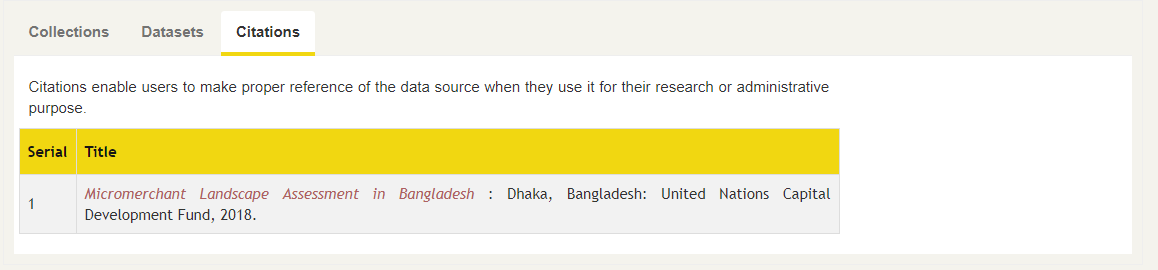 Collections Datasets Citations
Citations enable users to make proper reference of the data source when they use it for their research or administrative
purpose.
Serial Title
1 Micromerchant Landscape Assessment in Bangladesh : Dhaka, Bangladesh: United Nations Capital
Development Fund, 2018.